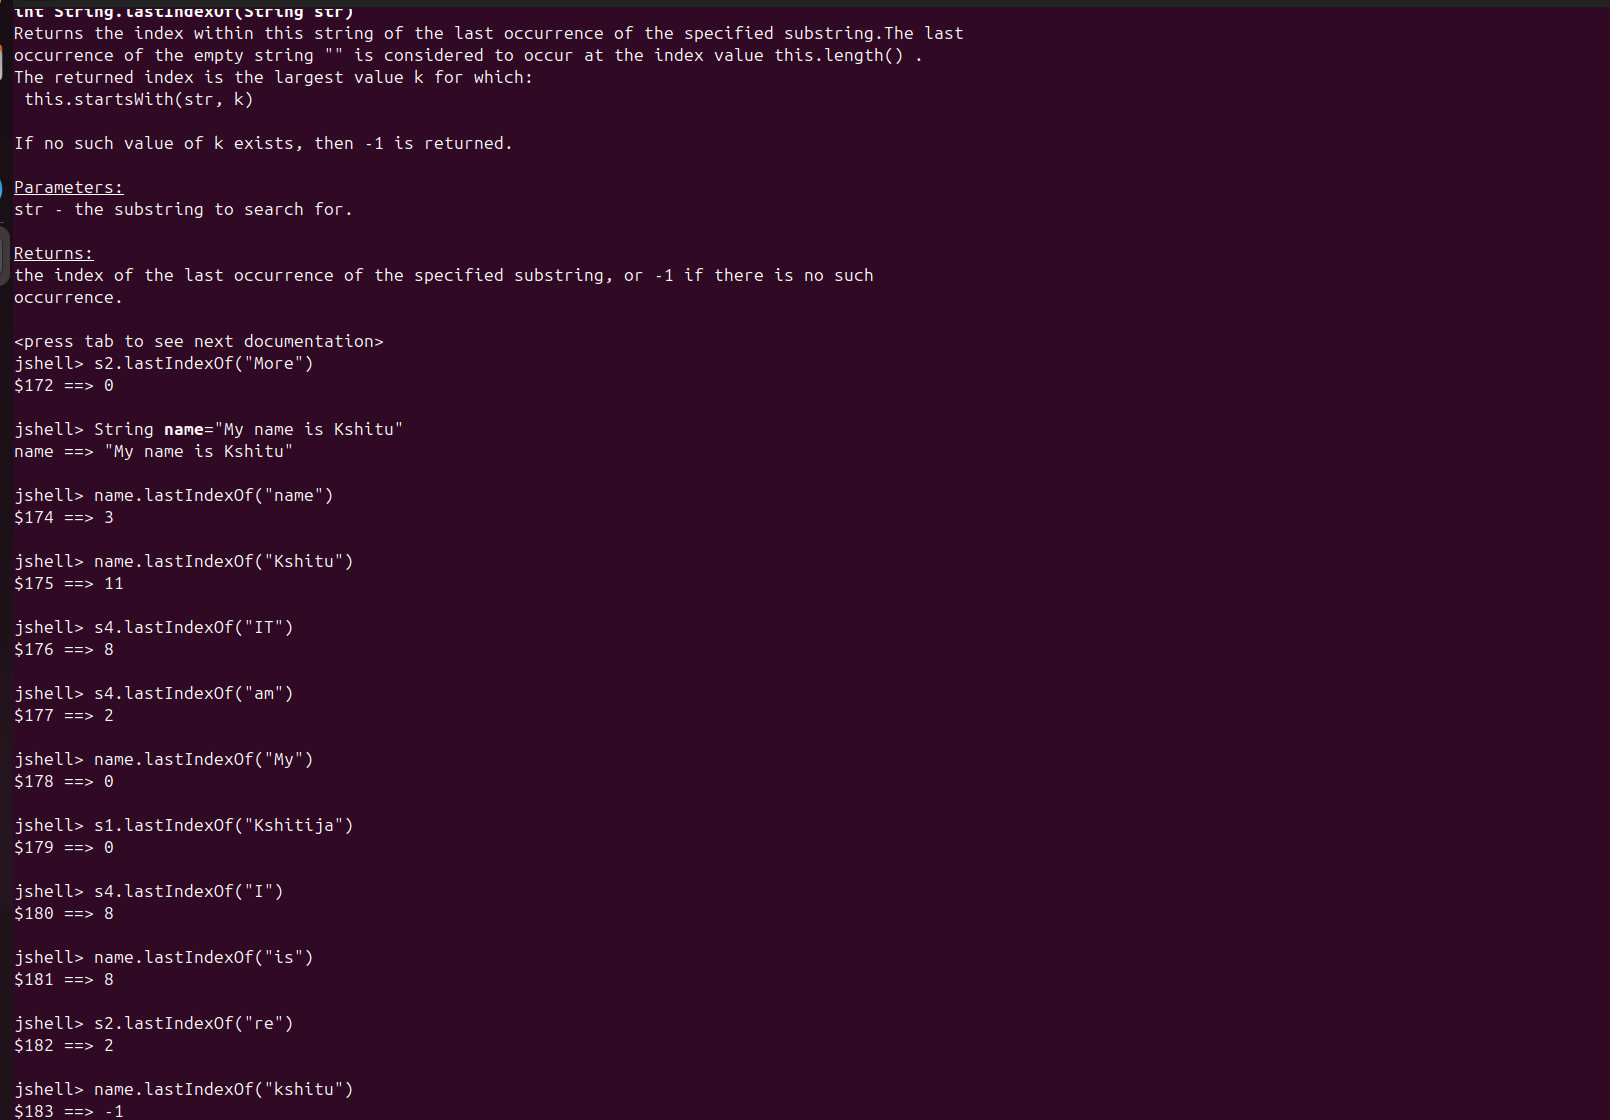 int String.lastIndexOf(String str)
Returns the index within this string of the last occurrence of the specified substring.The last
occurrence of the empty string "" is considered to occur at the index value this.length() .
The returned index is the largest value k for which:
this.startsWith(str, k)
If no such value of k exists, then -1 is returned.
Parameters:
str - the substring to search for.
Returns:
the index of the last occurrence of the specified substring, or -1 if there is no such
occurrence.
<press tab to see next documentation>
jshell> s2.lastIndexOf("More")
$172 ==> 0
jshell> String name="My name is Kshitu"
name ==> "My name is Kshitu"
jshell> name.lastIndexOf("name")
$174 ==> 3
jshell> name.lastIndexOf("Kshitu")
$175 ==> 11
jshell> s4.lastIndexOf("IT")
$176 ==> 8
jshell> s4.lastIndexOf("am")
$177 ==> 2
jshell> name.lastIndexOf("My")
$178 ==> 0
jshell> s1.lastIndexOf("Kshitija")
$179 ==> 0
jshell> s4.lastIndexOf("I")
$180 ==> 8
jshell> name.lastIndexOf("is")
$181 ==> 8
jshell> s2.lastIndexOf("re")
$182 ==> 2
jshell> name.lastIndexOf("kshitu")
$183 ==> -1